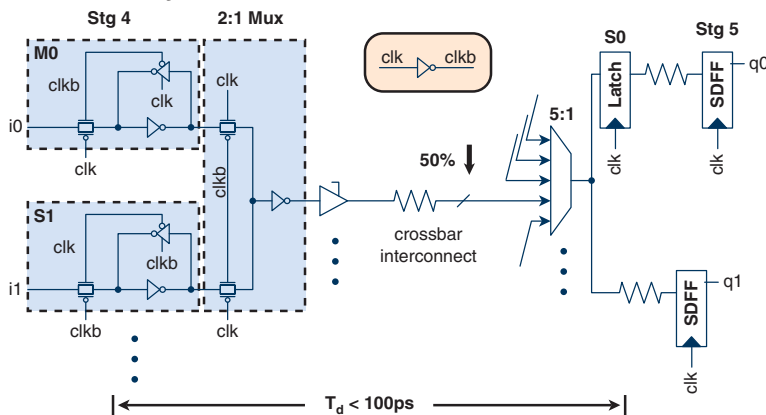 Stg 4
2:1 Mux
S0
Stg 5
M0
clk
clkb
q0
clkb
clk
clk
Latch
SDFF
i0
5:1
clk
clk
clk
50%
clkb
S1
crossbar
interconnect
clk
clkb
q1
SDFF
i1
clkb
clk
clk
T_d < 100ps